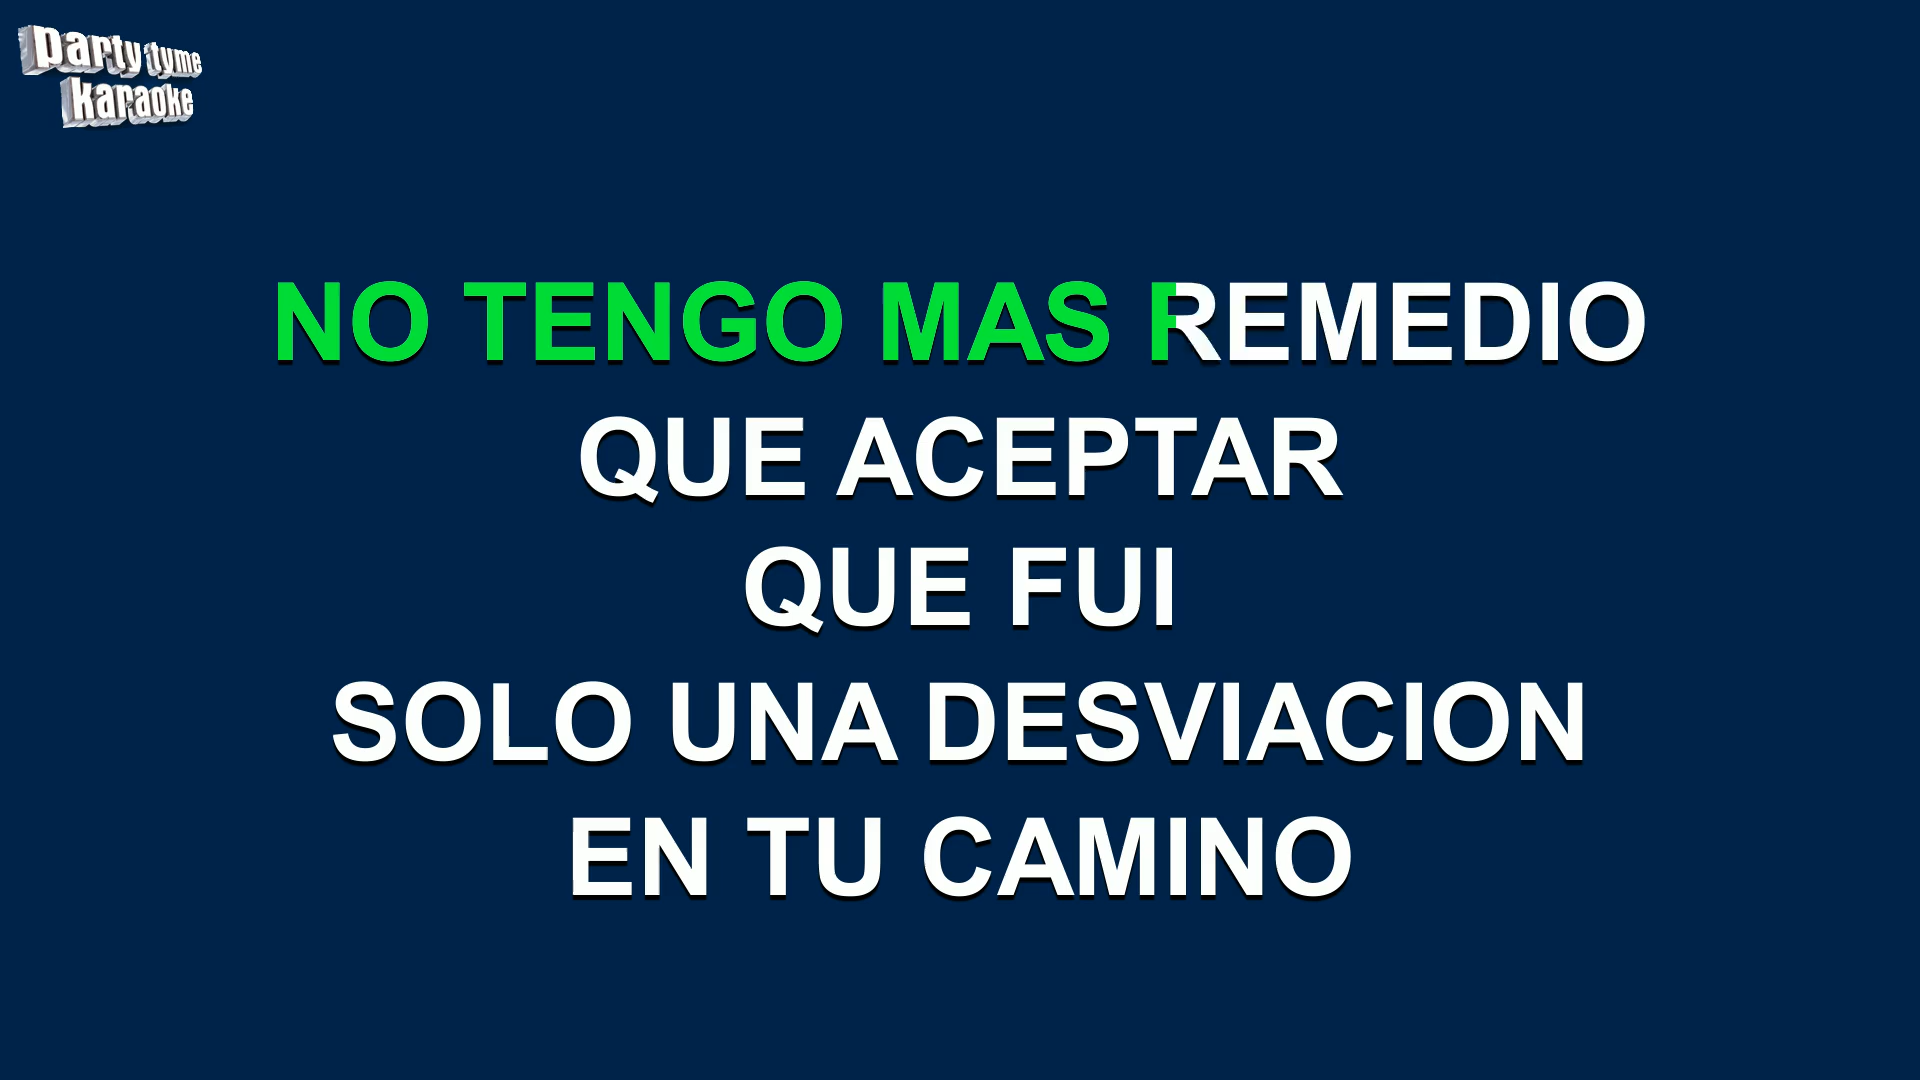 party tyme
karaoke
NO TENGO MAS REMEDIO
QUE ACEPTAR
QUE FUI
SOLO UNA DESVIACION
EN TU CAMINO